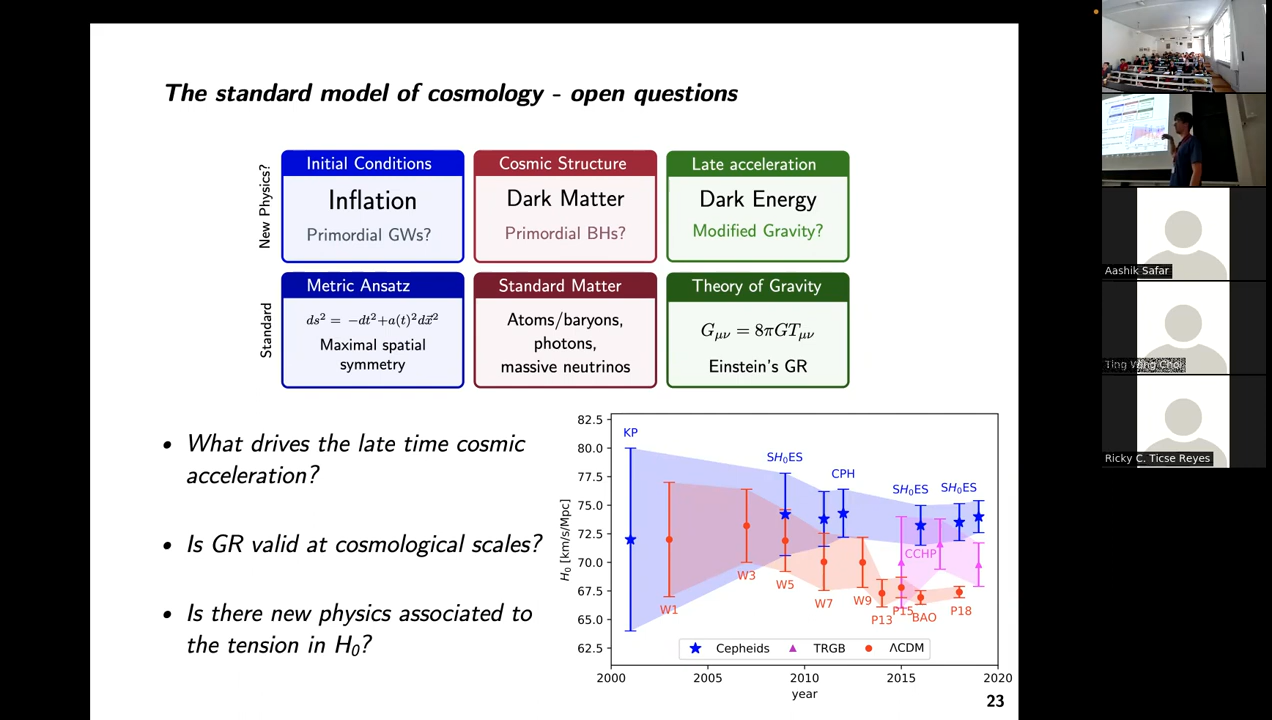 The standard model of cosmology - open questions
New Physics?
Initial Conditions
Inflation
Primordial GWs?
Cosmic Structure
Dark Matter
Primordial BHs?
Late acceleration
Dark Energy
Modified Gravity?
Standard
Metric Ansatz
ds² = −dt²+a(t)²dx⃗²
Maximal spatial
symmetry
Standard Matter
Atoms/baryons,
photons,
massive neutrinos
Theory of Gravity
Gμν = 8πGTμν
Einstein's GR
• What drives the late time cosmic
acceleration?
• Is GR valid at cosmological scales?
• Is there new physics associated to
the tension in H₀?
H₀ [km/s/Mpc]
82.5
80.0
77.5
75.0
72.5
70.0
67.5
65.0
62.5
KP
SH₀ES
CPH
SH₀ES
SH₀ES
CCHP
W1
W3
W5
W7
W9
P13
P15
BAO
P18
Cepheids
TRGB
ΛCDM
2000
2005
2010
2015
2020
year
23
Aashik Safar
Ricky C. Ticse Reyes